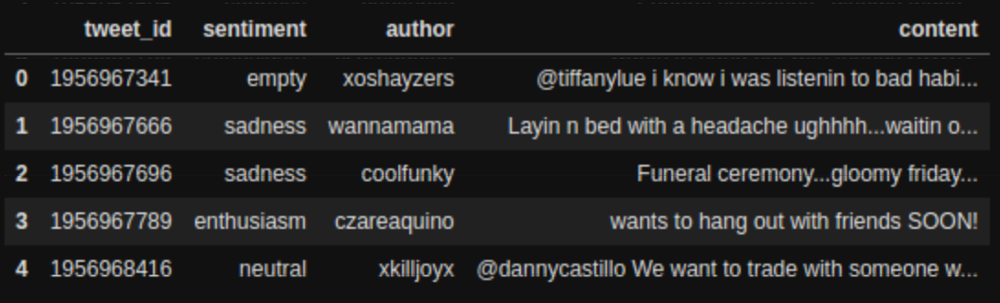 tweet_id sentiment author content
0 1956967341 empty xoshayzers @tiffanylue i know i was listenin to bad habi...
1 1956967666 sadness wannamama Layin n bed with a headache ughhhh...waitin o...
2 1956967696 sadness coolfunky Funeral ceremony...gloomy friday...
3 1956967789 enthusiasm czareaquino wants to hang out with friends SOON!
4 1956968416 neutral xkilljoyx @dannycastillo We want to trade with someone w...